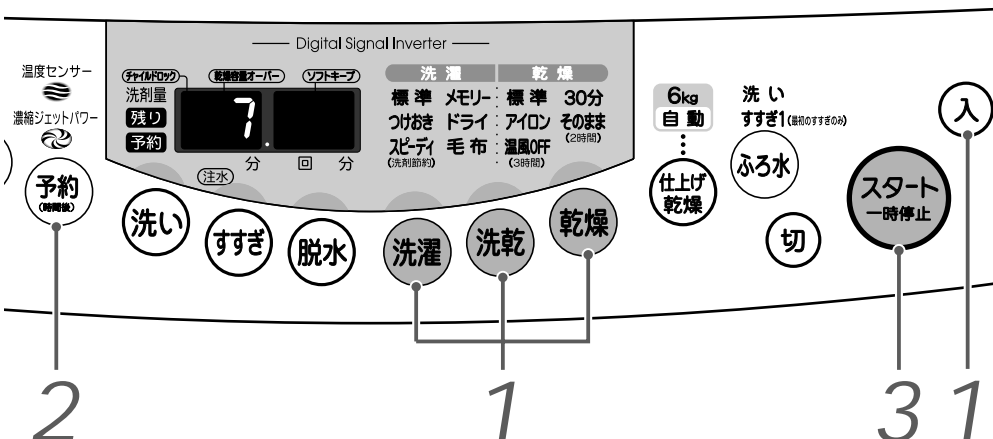 Digital Signal Inverter
温度センサー
濃縮ジェットパワー
予約
(時間後)
チャイルドロック
乾燥容量オーバー
ソフトキープ
洗剤量
残り
予約
7.
分 回 分
注水
洗濯 乾燥
標準 メモリー 標準 30分
つけおき ドライ アイロン そのまま
(2時間)
スピーディ 毛布 温風OFF
(洗剤節約) (3時間)
6kg
自動
仕上げ
乾燥
洗い
すすぎ1(最初のすすぎのみ)
ふろ水
切
スタート
一時停止
入
洗い
すすぎ
脱水
洗濯
洗乾
乾燥
2 1 3 1